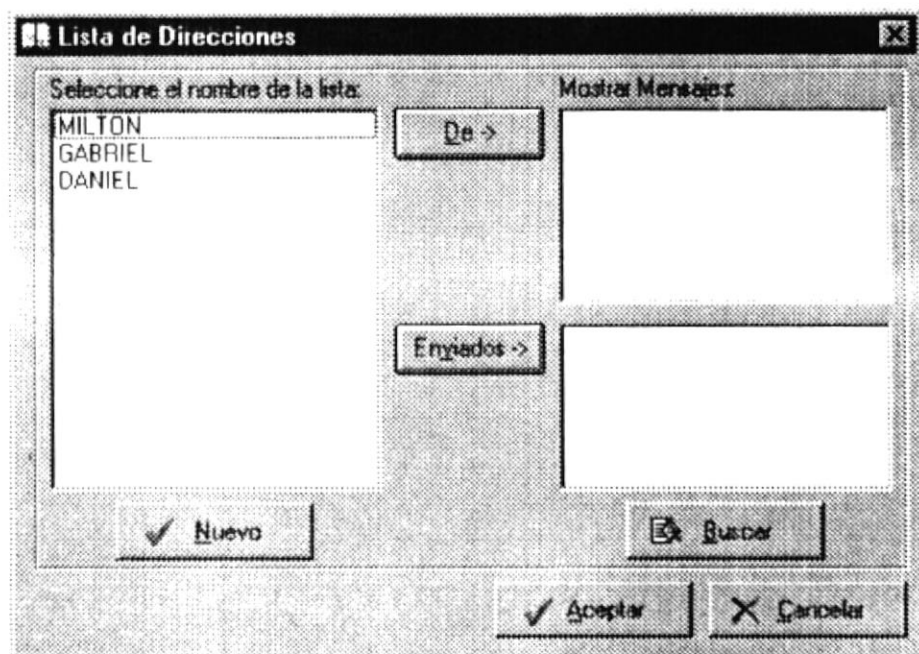 Lista de Direcciones
Seleccione el nombre de la lista:
Mostrar Mensajes:
MILTON
GABRIEL
DANIEL
De ->
Enviados ->
Nuevo
Buscar
Aceptar
Cancelar